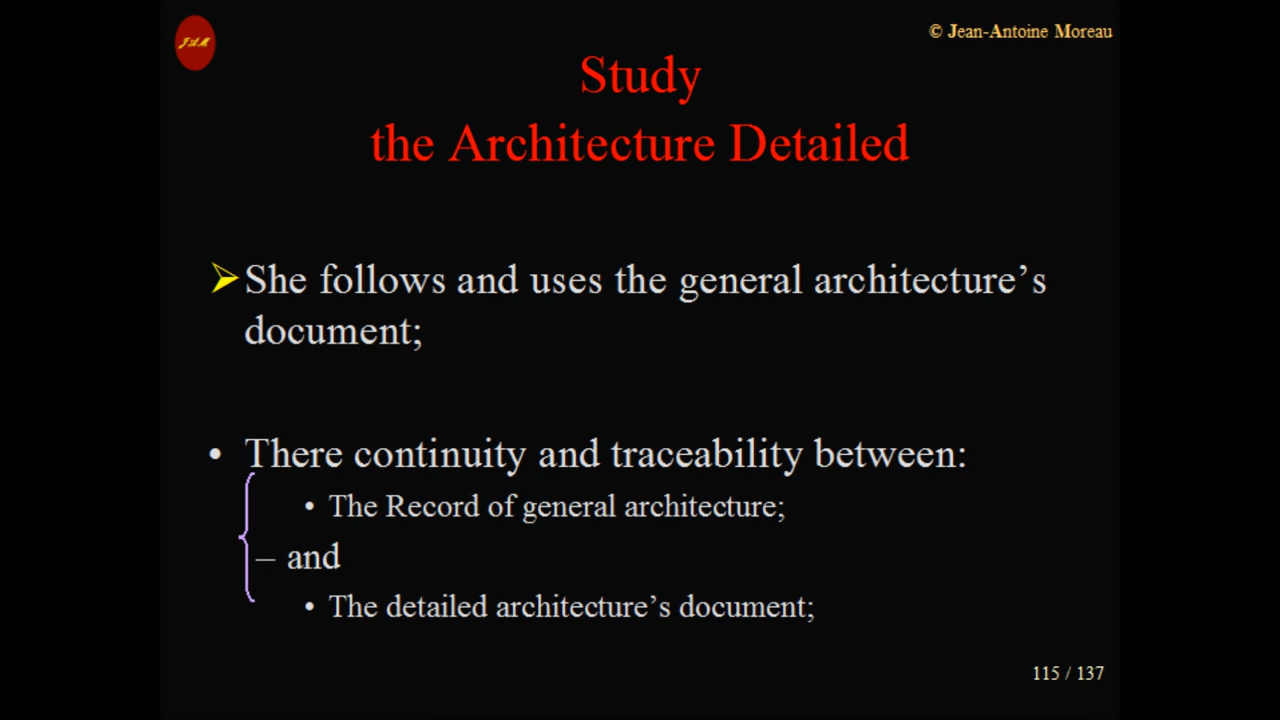 JAM
© Jean-Antoine Moreau
Study
the Architecture Detailed
She follows and uses the general architecture’s
document;
• There continuity and traceability between:
• The Record of general architecture;
– and
• The detailed architecture’s document;
115 / 137